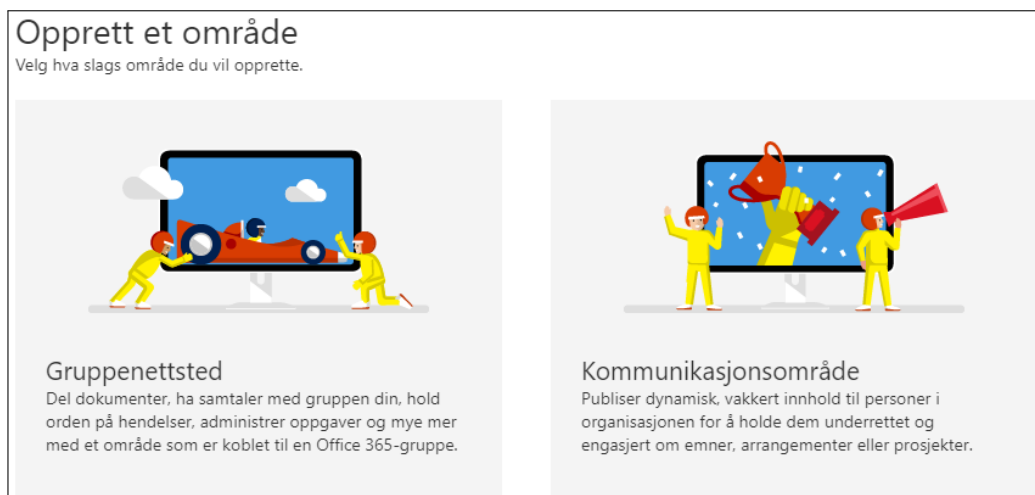 Opprett et område
Velg hva slags område du vil opprette.
Gruppenettsted
Del dokumenter, ha samtaler med gruppen din, hold
orden på hendelser, administrer oppgaver og mye mer
med et område som er koblet til en Office 365-gruppe.
Kommunikasjonsområde
Publiser dynamisk, vakkert innhold til personer i
organisasjonen for å holde dem underrettet og
engasjert om emner, arrangementer eller prosjekter.